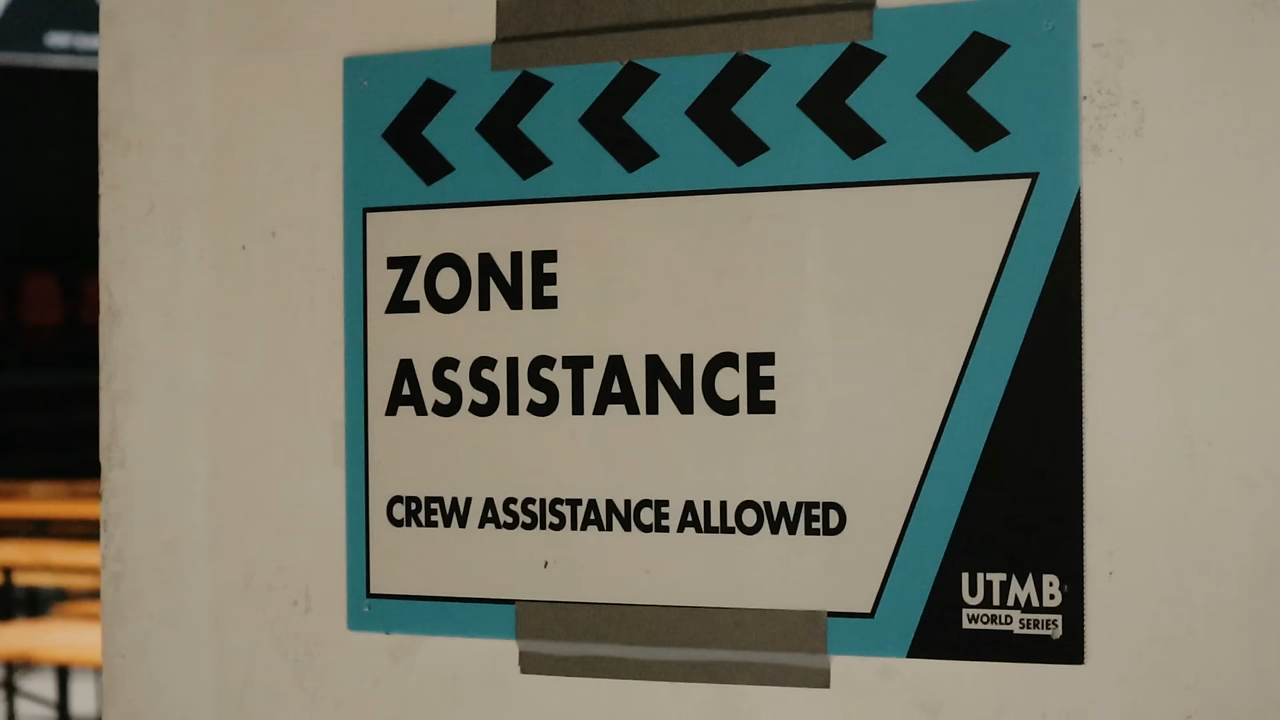 ZONE
ASSISTANCE
CREW ASSISTANCE ALLOWED
UTMB
WORLD SERIES